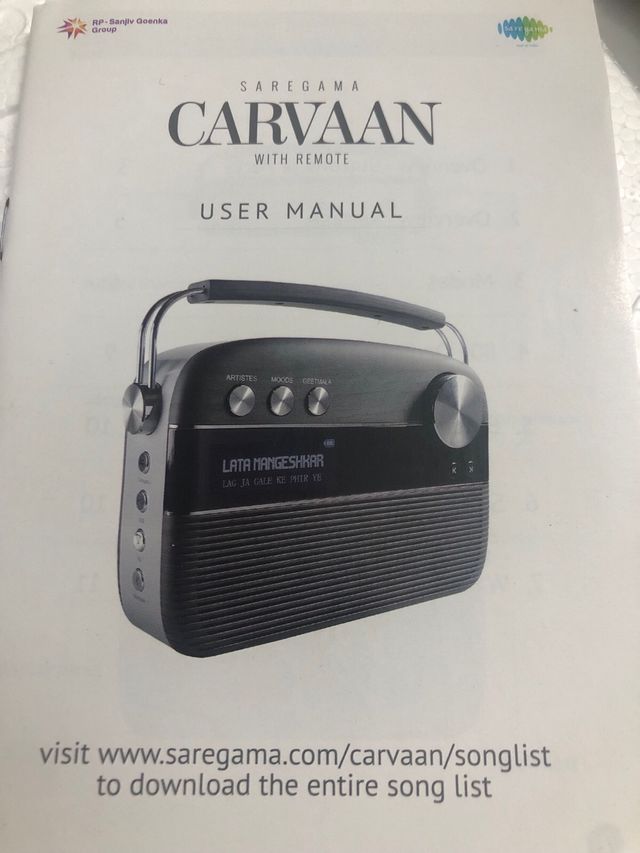 RP - Sanjiv Goenka
Group
saregama
SAREGAMA
CARVAAN
WITH REMOTE
USER MANUAL
ARTISTES MOODS GEETMALA
LATA MANGESHKAR
LAG JA GALE KE PHIR YE
visit www.saregama.com/carvaan/songlist
to download the entire song list